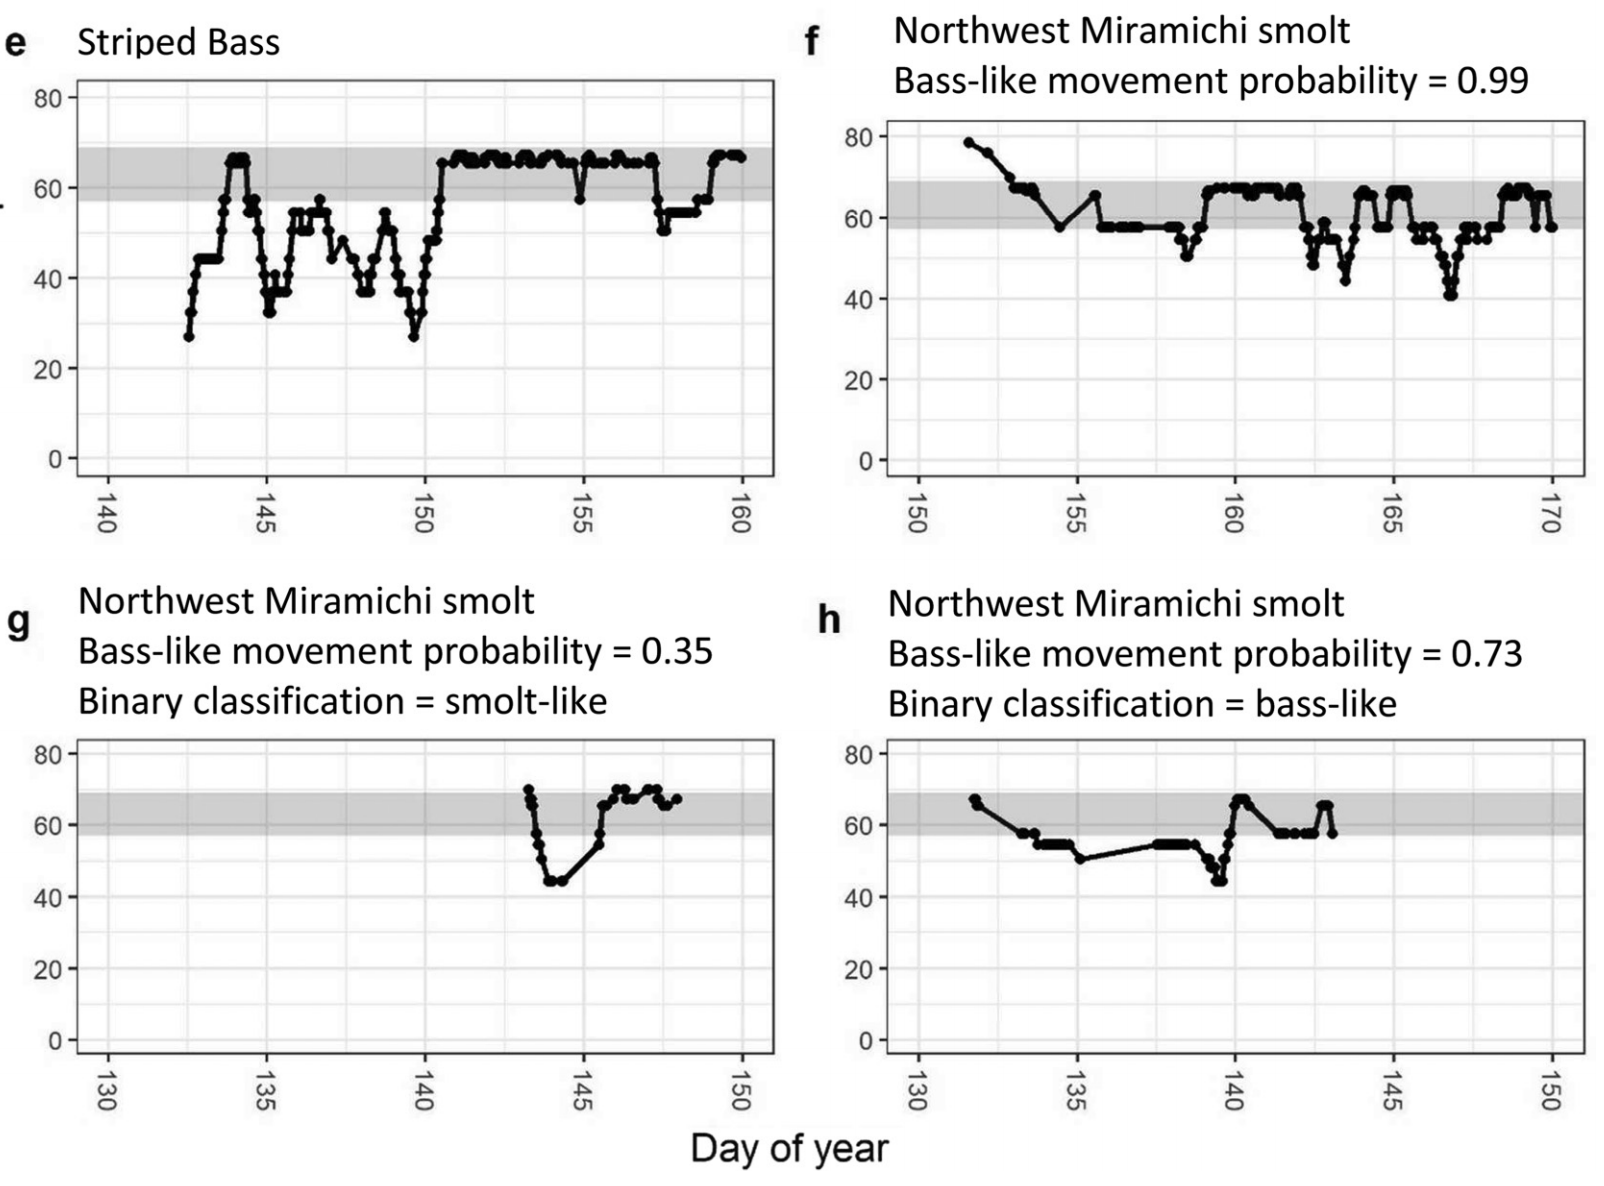 e Striped Bass
80
60
40
20
0
140 145 150 155 160
f Northwest Miramichi smolt
Bass-like movement probability = 0.99
80
60
40
20
0
150 155 160 165 170
g Northwest Miramichi smolt
Bass-like movement probability = 0.35
Binary classification = smolt-like
80
60
40
20
0
130 135 140 145 150
h Northwest Miramichi smolt
Bass-like movement probability = 0.73
Binary classification = bass-like
80
60
40
20
0
130 135 140 145 150
Day of year